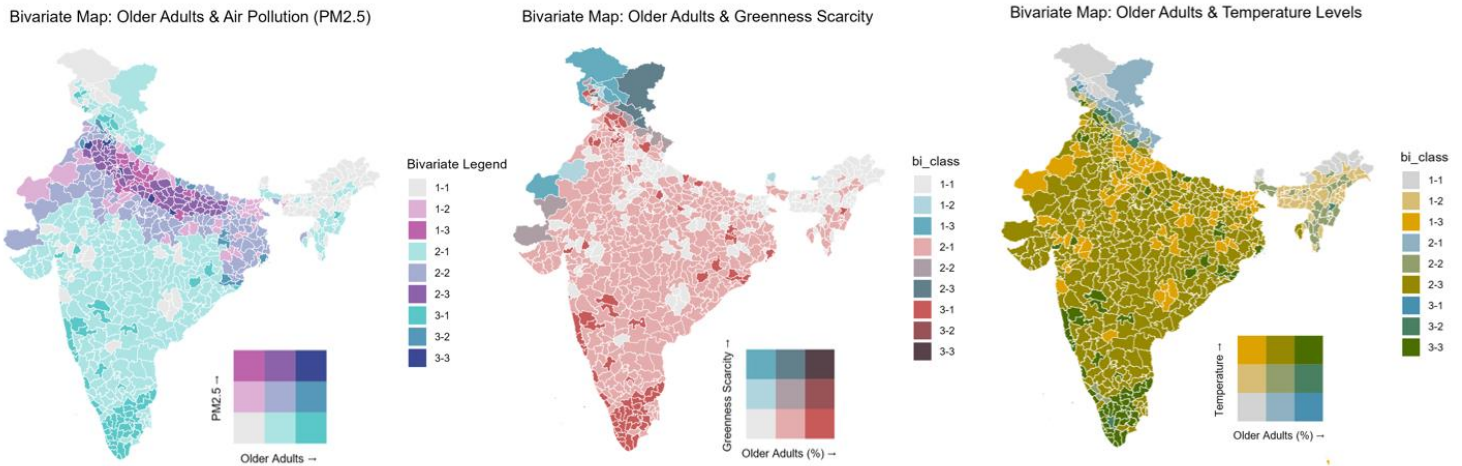 Bivariate Map: Older Adults & Air Pollution (PM2.5)
Bivariate Legend
1-1
1-2
1-3
2-1
2-2
2-3
3-1
3-2
3-3
PM2.5 →
Older Adults →
Bivariate Map: Older Adults & Greenness Scarcity
bi_class
1-1
1-2
1-3
2-1
2-2
2-3
3-1
3-2
3-3
Greenness Scarcity →
Older Adults (%) →
Bivariate Map: Older Adults & Temperature Levels
bi_class
1-1
1-2
1-3
2-1
2-2
2-3
3-1
3-2
3-3
Temperature →
Older Adults (%) →